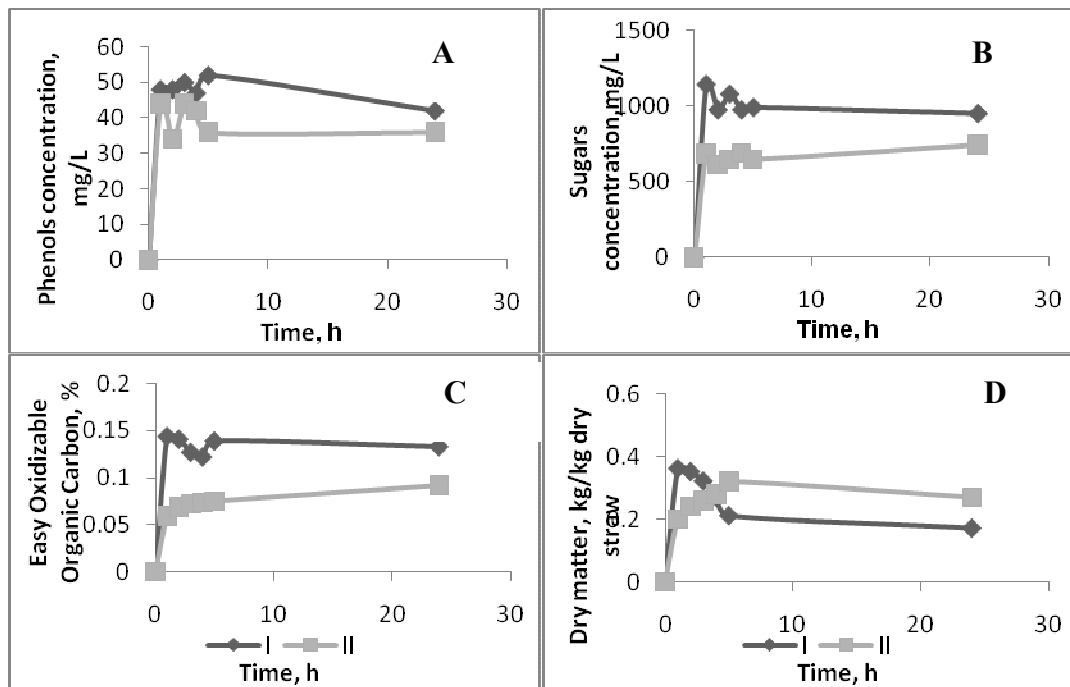 A
Phenols concentration,
mg/L
60
50
40
30
20
10
0
0 10 20 30
Time, h
B
Sugars
concentration,mg/L
1500
1000
500
0
0 10 20 30
Time, h
C
Easy Oxidizable
Organic Carbon, %
0.2
0.15
0.1
0.05
0
0 10 20 30
I II
Time, h
D
Dry matter, kg/kg dry
straw
0.6
0.4
0.2
0
0 10 20 30
I II
Time, h